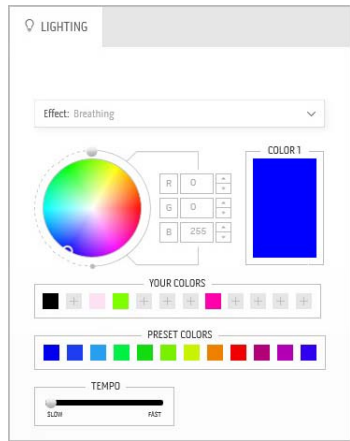 LIGHTING
Effect: Breathing
COLOR 1
R 0
G 0
B 255
YOUR COLORS
PRESET COLORS
TEMPO
SLOW FAST